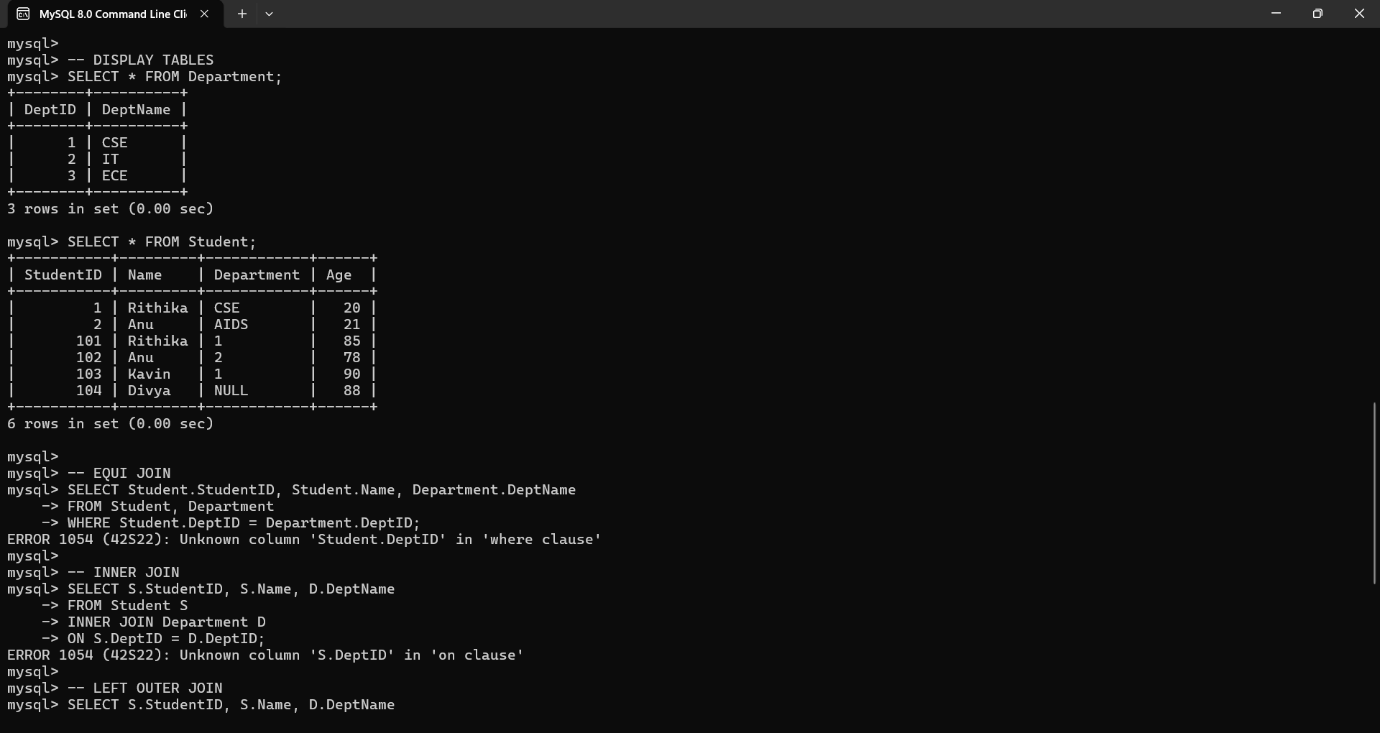 MySQL 8.0 Command Line Cli
mysql>
mysql> -- DISPLAY TABLES
mysql> SELECT * FROM Department;
+--------+----------+
| DeptID | DeptName |
+--------+----------+
|      1 | CSE      |
|      2 | IT       |
|      3 | ECE      |
+--------+----------+
3 rows in set (0.00 sec)

mysql> SELECT * FROM Student;
+-----------+---------+------------+------+
| StudentID | Name    | Department | Age  |
+-----------+---------+------------+------+
|         1 | Rithika | CSE        |   20 |
|         2 | Anu     | AIDS       |   21 |
|       101 | Rithika | 1          |   85 |
|       102 | Anu     | 2          |   78 |
|       103 | Kavin   | 1          |   90 |
|       104 | Divya   | NULL       |   88 |
+-----------+---------+------------+------+
6 rows in set (0.00 sec)

mysql>
mysql> -- EQUI JOIN
mysql> SELECT Student.StudentID, Student.Name, Department.DeptName
    -> FROM Student, Department
    -> WHERE Student.DeptID = Department.DeptID;
ERROR 1054 (42S22): Unknown column 'Student.DeptID' in 'where clause'
mysql>
mysql> -- INNER JOIN
mysql> SELECT S.StudentID, S.Name, D.DeptName
    -> FROM Student S
    -> INNER JOIN Department D
    -> ON S.DeptID = D.DeptID;
ERROR 1054 (42S22): Unknown column 'S.DeptID' in 'on clause'
mysql>
mysql> -- LEFT OUTER JOIN
mysql> SELECT S.StudentID, S.Name, D.DeptName